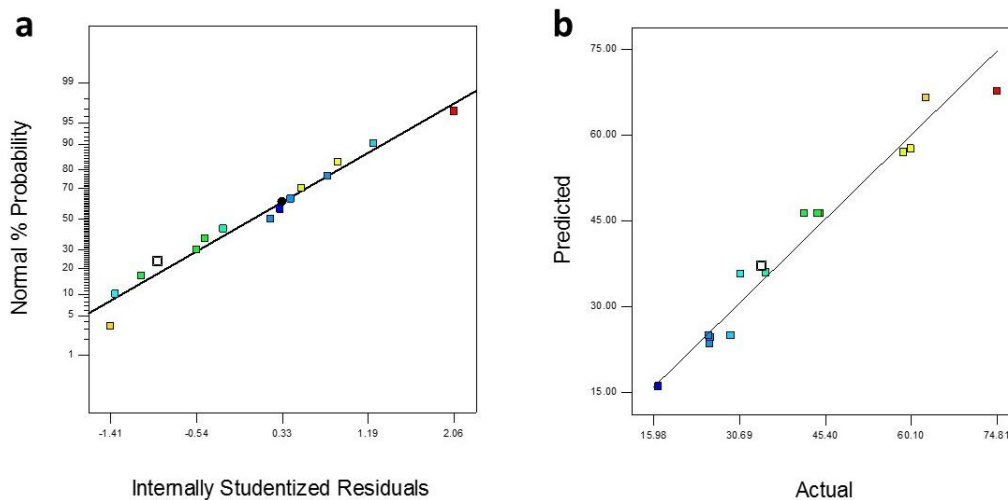 a
Normal % Probability
99
95
90
80
70
50
30
20
10
5
1
-1.41 -0.54 0.33 1.19 2.06
Internally Studentized Residuals
b
Predicted
75.00
60.00
45.00
30.00
15.00
15.98 30.69 45.40 60.10 74.81
Actual